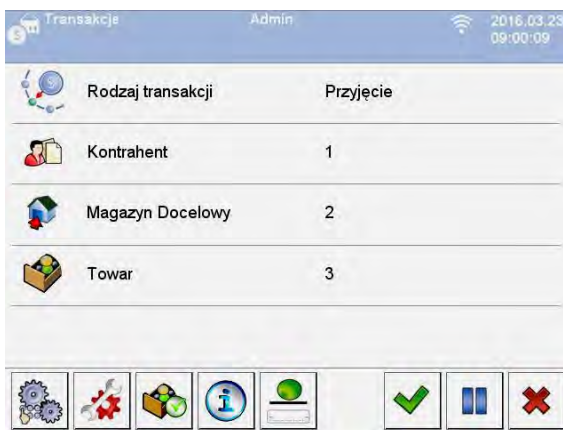 Transakcje Admin 2016.03.23
09:00:09
Rodzaj transakcji Przyjęcie
Kontrahent 1
Magazyn Docelowy 2
Towar 3